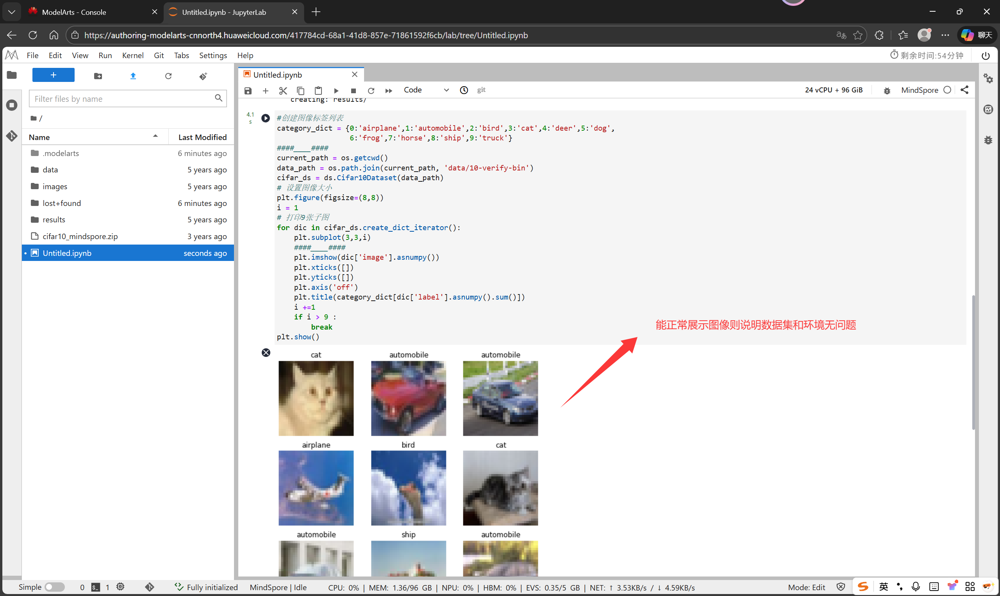 ModelArts - Console
Untitled.ipynb - JupyterLab
https://authoring-modelarts-cnnorth4.huaweicloud.com/417784cd-68a1-41d8-857e-71861592f6cb/lab/tree/Untitled.ipynb
聊天
File Edit View Run Kernel Git Tabs Settings Help
剩余时间:54分钟
Filter files by name
/
Name Last Modified
.modelarts 6 minutes ago
data 5 years ago
images 5 years ago
lost+found 6 minutes ago
results 5 years ago
cifar10_mindspore.zip 3 years ago
Untitled.ipynb seconds ago
Untitled.ipynb
Code
git
24 vCPU + 96 GiB
MindSpore
creating: results/
4.1
s
#创建图像标签列表
category_dict = {0:'airplane',1:'automobile',2:'bird',3:'cat',4:'deer',5:'dog',
6:'frog',7:'horse',8:'ship',9:'truck'}
####____####
current_path = os.getcwd()
data_path = os.path.join(current_path, 'data/10-verify-bin')
cifar_ds = ds.Cifar10Dataset(data_path)
# 设置图像大小
plt.figure(figsize=(8,8))
i = 1
# 打印9张子图
for dic in cifar_ds.create_dict_iterator():
plt.subplot(3,3,i)
####____####
plt.imshow(dic['image'].asnumpy())
plt.xticks([])
plt.yticks([])
plt.axis('off')
plt.title(category_dict[dic['label'].asnumpy().sum()])
i +=1
if i > 9 :
break
plt.show()
能正常展示图像则说明数据集和环境无问题
cat automobile automobile
airplane bird cat
automobile ship automobile
Simple 0 1 Fully initialized MindSpore | Idle CPU: 0% | MEM: 1.36/96 GB | NPU: 0% | HBM: 0% | EVS: 0.35/5 GB | NET: ↑ 3.53KB/s / ↓ 4.59KB/s Mode: Edit
英